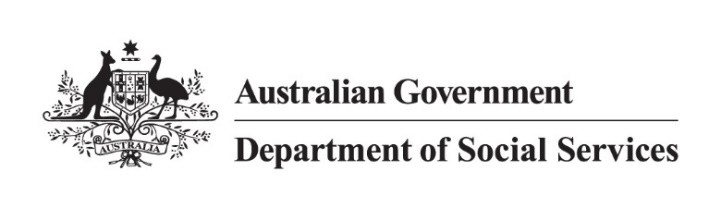 Australian Government
Department of Social Services
AUSTRALIA